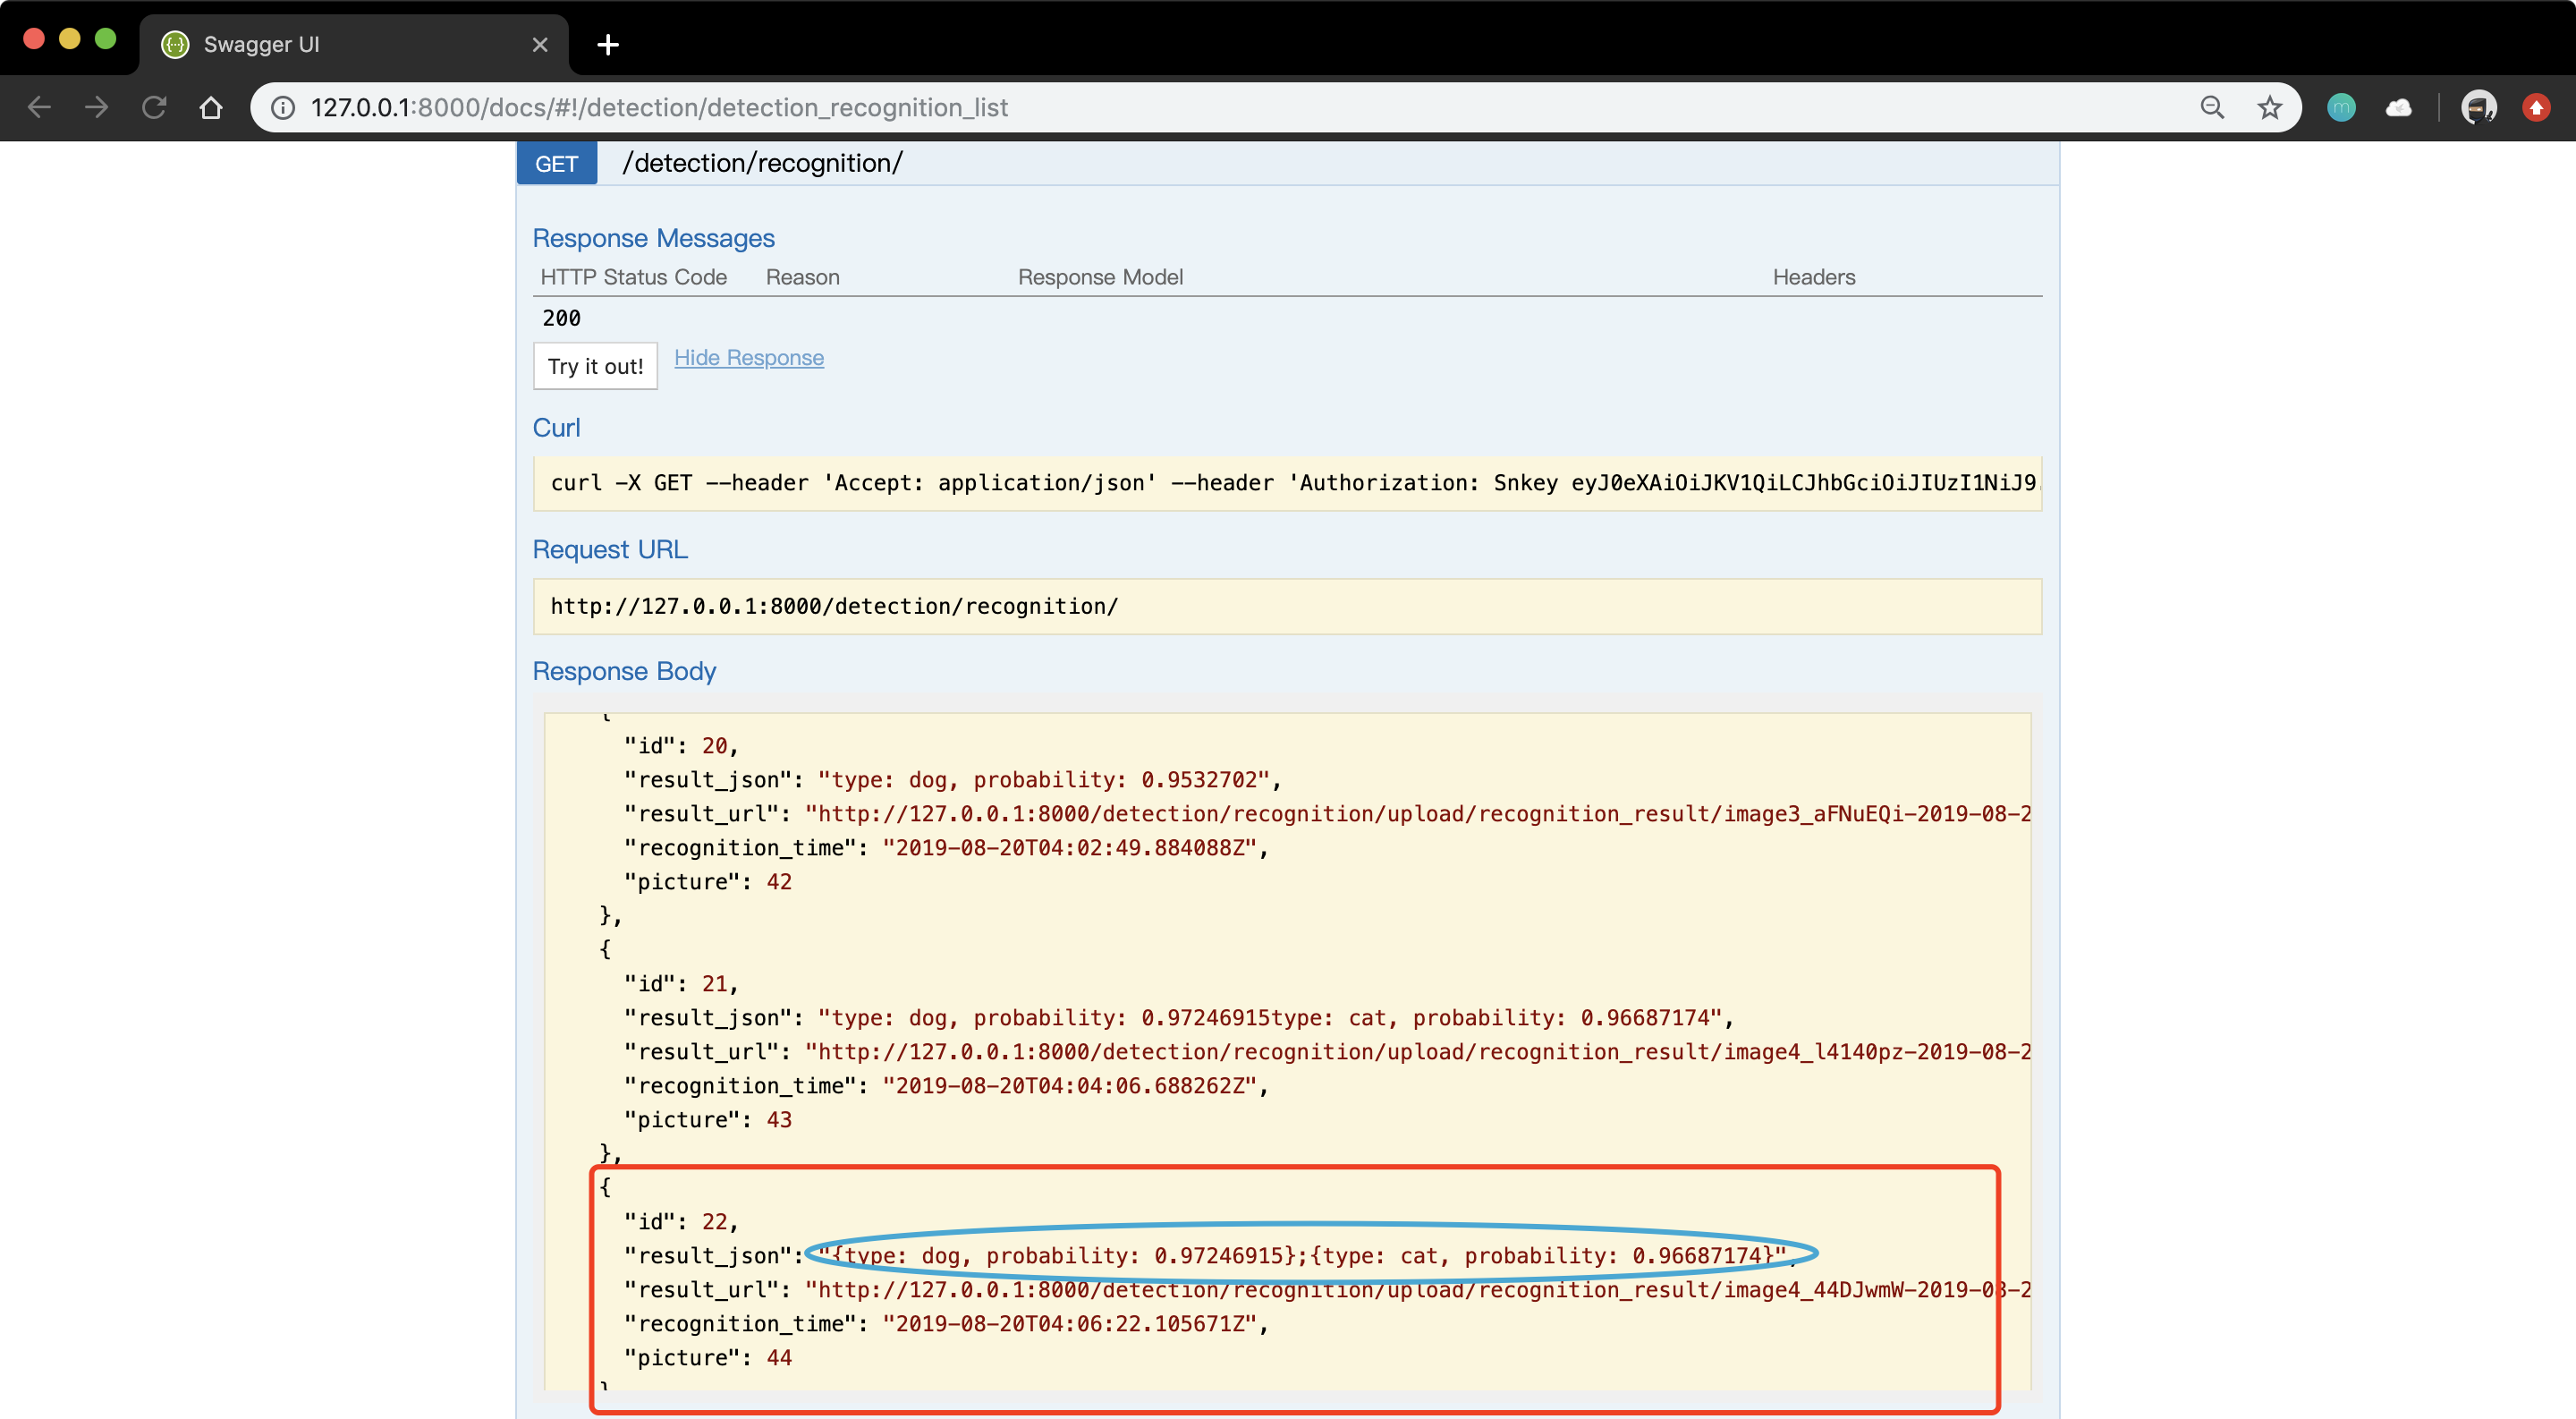 Swagger UI
127.0.0.1:8000/docs/#!/detection/detection_recognition_list
GET /detection/recognition/
Response Messages
HTTP Status Code Reason Response Model Headers
200
Try it out! Hide Response
Curl
curl -X GET --header 'Accept: application/json' --header 'Authorization: Snkey eyJ0eXAiOiJKV1QiLCJhbGciOiJIUzI1NiJ9.
Request URL
http://127.0.0.1:8000/detection/recognition/
Response Body
{
"id": 20,
"result_json": "type: dog, probability: 0.9532702",
"result_url": "http://127.0.0.1:8000/detection/recognition/upload/recognition_result/image3_aFNuEQi-2019-08-2
"recognition_time": "2019-08-20T04:02:49.884088Z",
"picture": 42
},
{
"id": 21,
"result_json": "type: dog, probability: 0.97246915type: cat, probability: 0.96687174",
"result_url": "http://127.0.0.1:8000/detection/recognition/upload/recognition_result/image4_l4140pz-2019-08-2
"recognition_time": "2019-08-20T04:04:06.688262Z",
"picture": 43
},
{
"id": 22,
"result_json": "{type: dog, probability: 0.97246915};{type: cat, probability: 0.96687174}",
"result_url": "http://127.0.0.1:8000/detection/recognition/upload/recognition_result/image4_44DJwmW-2019-08-2
"recognition_time": "2019-08-20T04:06:22.105671Z",
"picture": 44
}